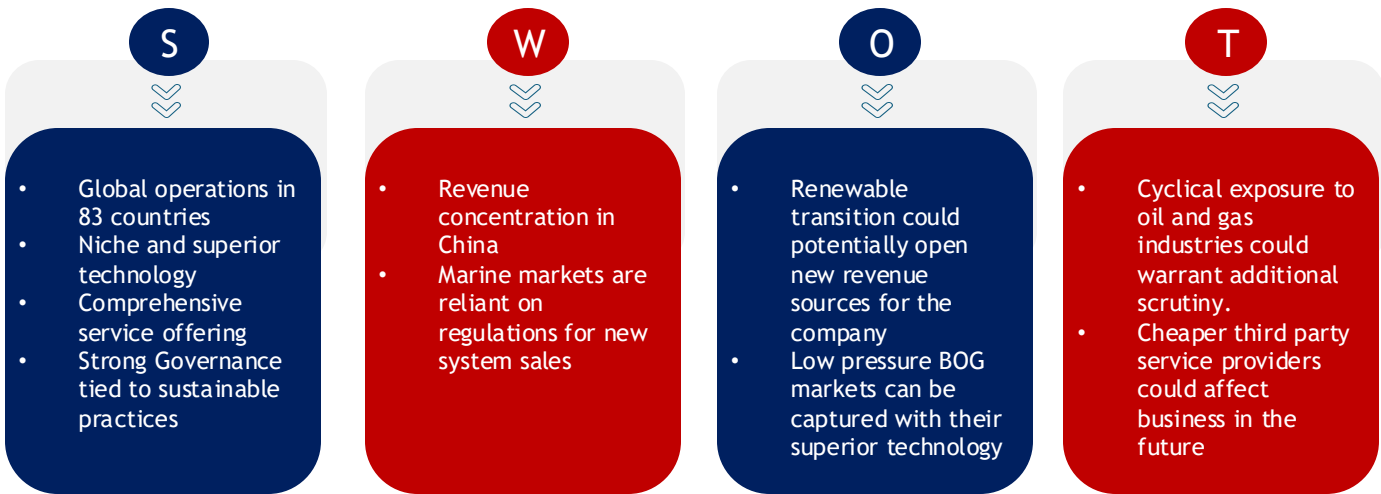 S
• Global operations in
83 countries
• Niche and superior
technology
• Comprehensive
service offering
• Strong Governance
tied to sustainable
practices
W
• Revenue
concentration in
China
• Marine markets are
reliant on
regulations for new
system sales
O
• Renewable
transition could
potentially open
new revenue
sources for the
company
• Low pressure BOG
markets can be
captured with their
superior technology
T
• Cyclical exposure to
oil and gas
industries could
warrant additional
scrutiny.
• Cheaper third party
service providers
could affect
business in the
future